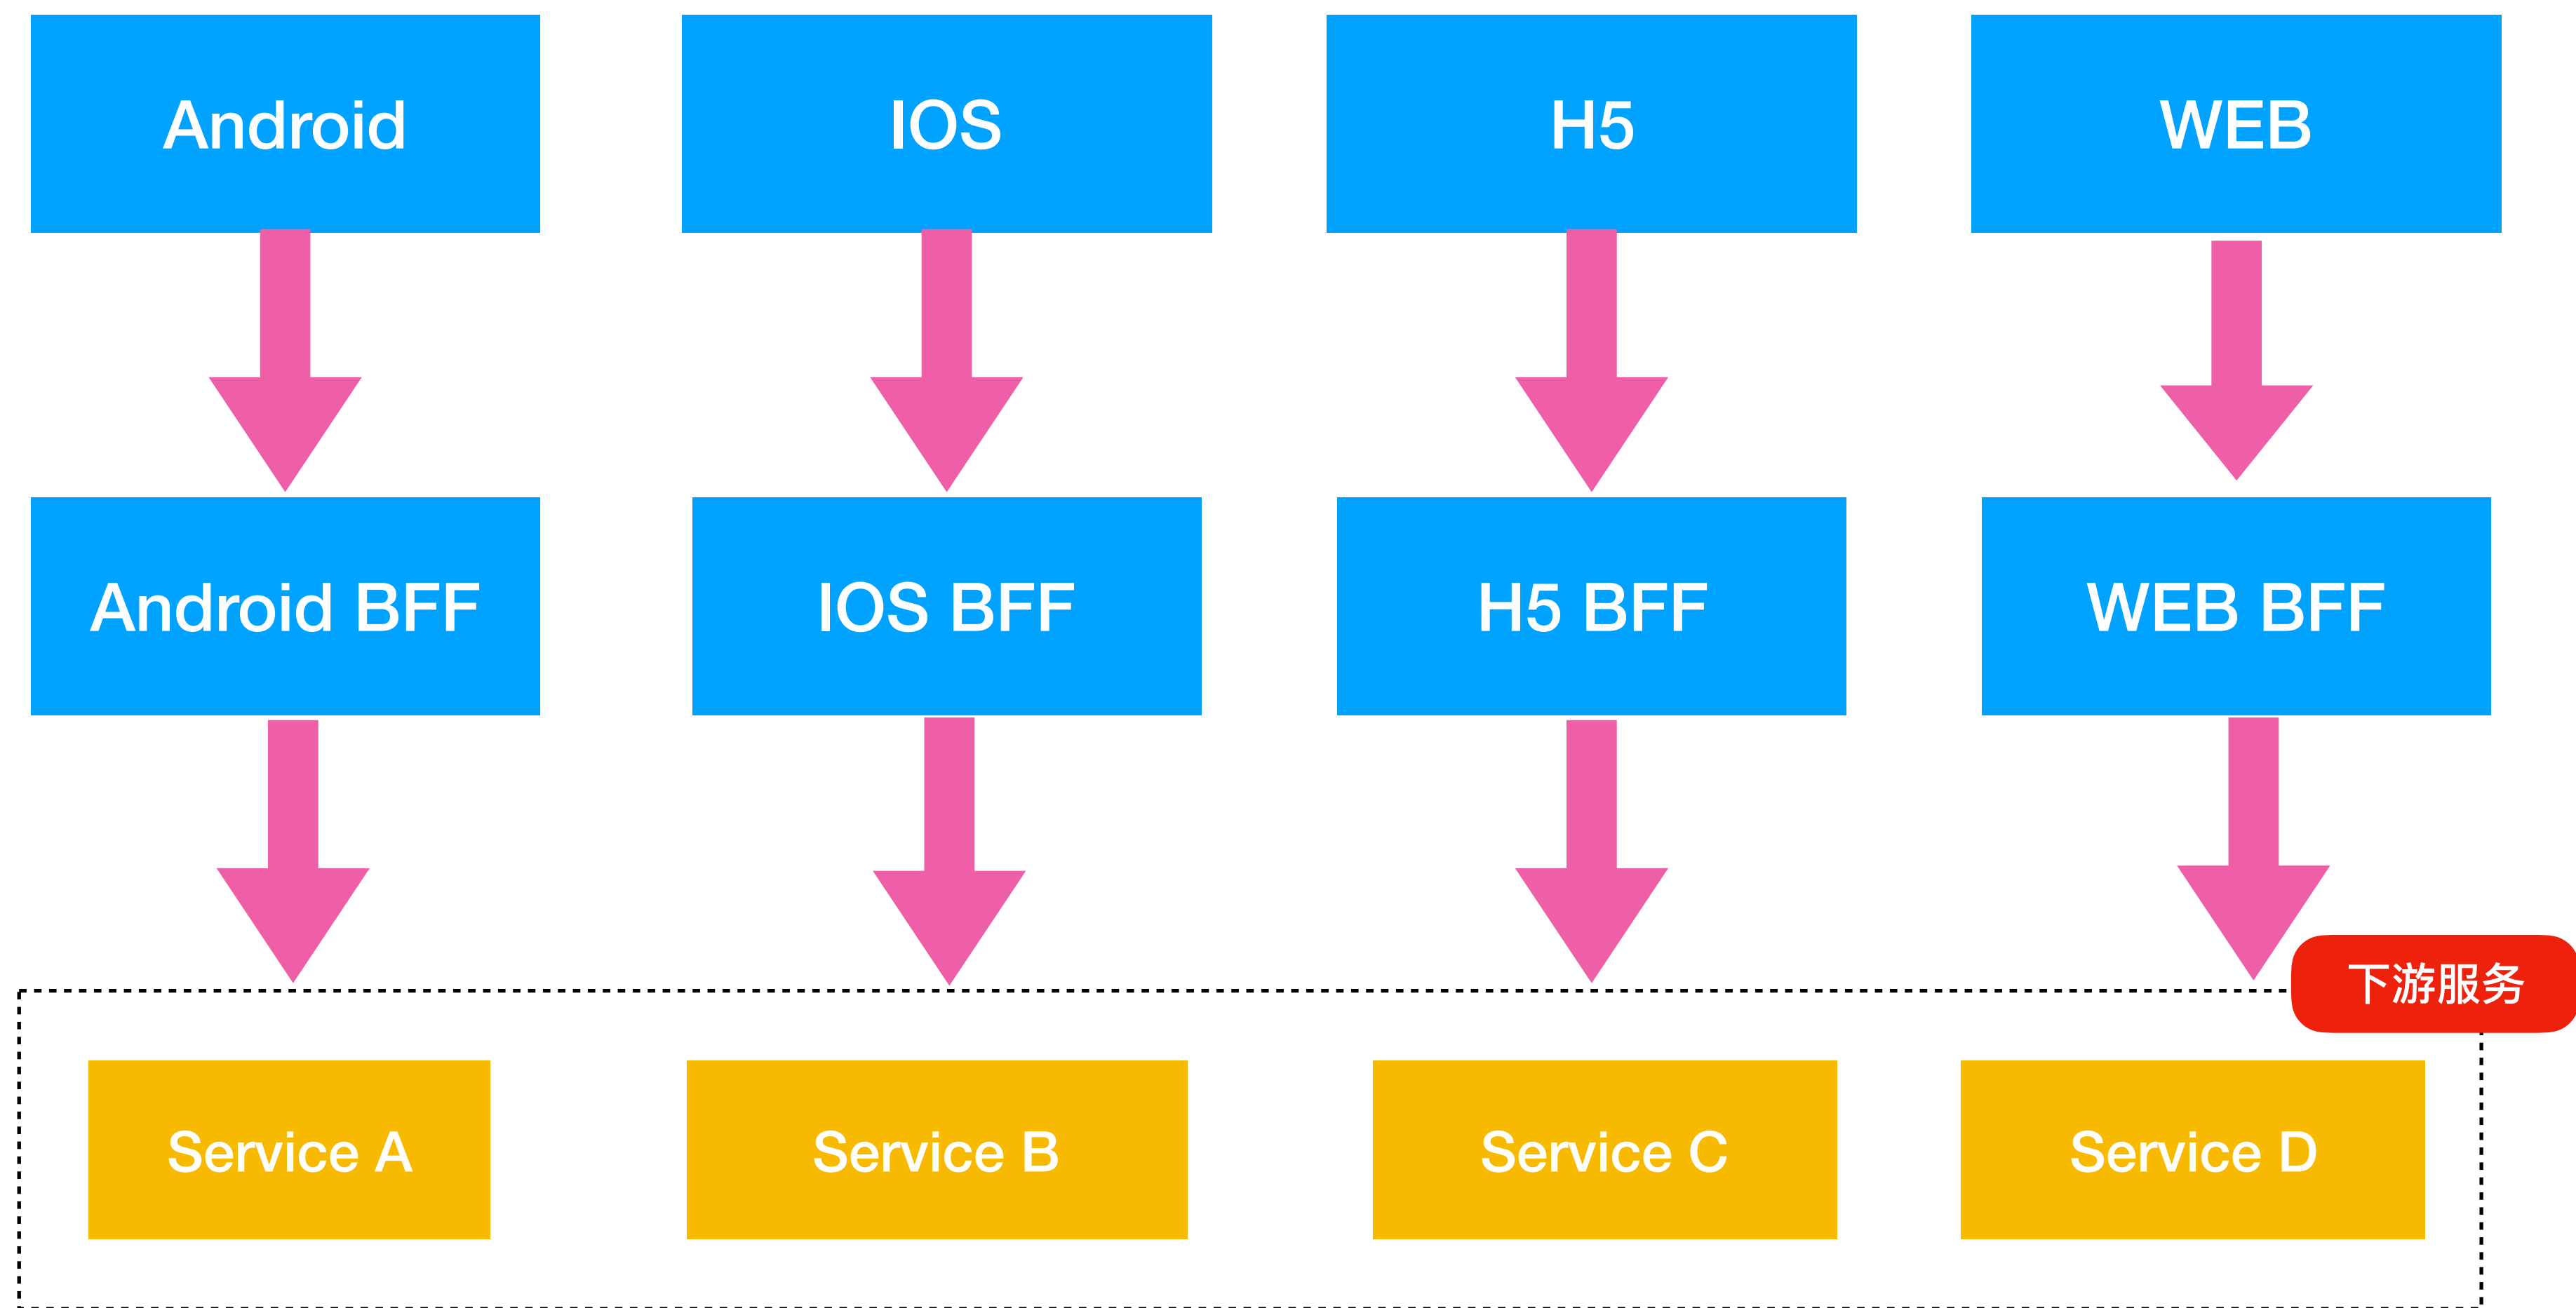 Android
IOS
H5
WEB
Android BFF
IOS BFF
H5 BFF
WEB BFF
下游服务
Service A
Service B
Service C
Service D